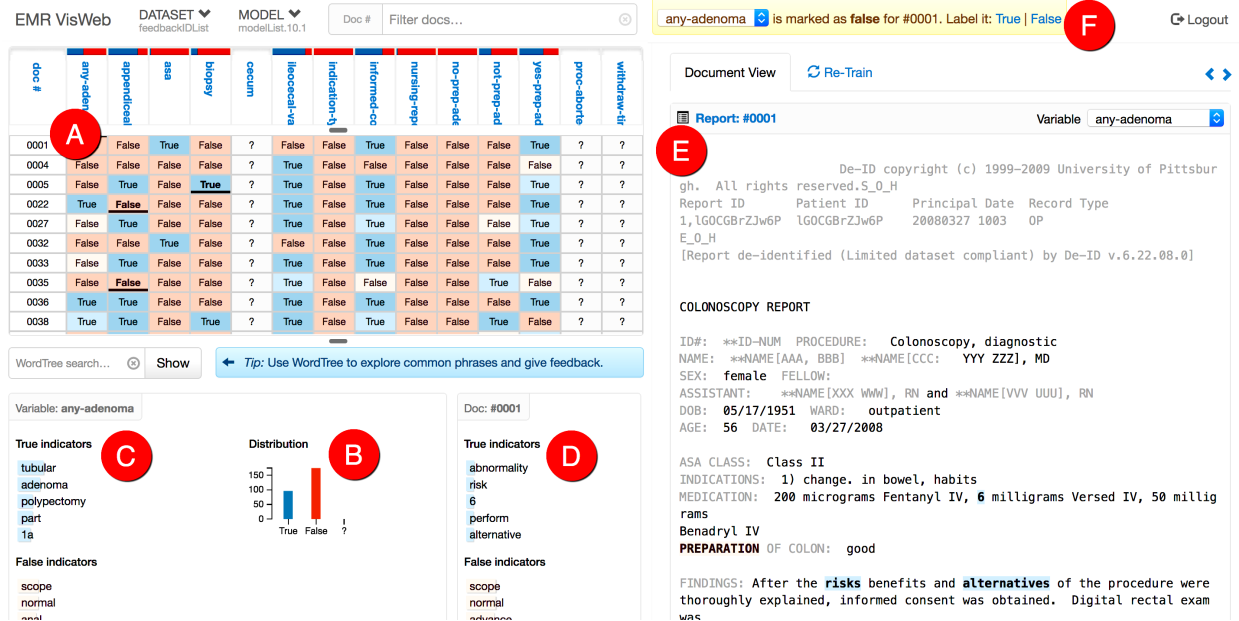 EMR VisWeb
DATASET
feedbackIDList
MODEL
modelList.10.1
Doc #
Filter docs...
any-adenoma is marked as false for #0001. Label it: True | False
F
Logout
doc #
any-aden
appendiceal
asa
biopsy
cecum
ileocecal-va
indication-ty
informed-co
nursing-repo
no-prep-ade
not-prep-ad
yes-prep-ad
proc-aborte
withdraw-tir
A
0001 False True False ? False False True False False False True ? ?
0004 False False False False ? True False False False False False False ? ?
0005 False True False True ? True False True False False False True ? ?
0022 True False False False ? True False True False False False True ? ?
0027 False True False False ? True False True False False False True ? ?
0032 False False True False ? False False True False False False True ? ?
0033 False True False False ? True False True False False False True ? ?
0035 False False False False ? True False False False False True False ? ?
0036 True True False False ? True False True False False False True ? ?
0038 True True False True ? True False True False False True False ? ?
WordTree search...
Show
Tip: Use WordTree to explore common phrases and give feedback.
Variable: any-adenoma
True indicators
C
tubular
adenoma
polypectomy
part
1a
False indicators
scope
normal
anal
Distribution
B
150
100
50
0
True False ?
Doc: #0001
True indicators
D
abnormality
risk
6
perform
alternative
False indicators
scope
normal
advance
Document View
Re-Train
Report: #0001
Variable
any-adenoma
E
De-ID copyright (c) 1999-2009 University of Pittsbur
gh. All rights reserved.S_O_H
Report ID Patient ID Principal Date Record Type
1,lGOCGBrZJw6P lGOCGBrZJw6P 20080327 1003 OP
E_O_H
[Report de-identified (Limited dataset compliant) by De-ID v.6.22.08.0]
COLONOSCOPY REPORT
ID#: **ID-NUM PROCEDURE: Colonoscopy, diagnostic
NAME: **NAME[AAA, BBB] **NAME[CCC: YYY ZZZ], MD
SEX: female FELLOW:
ASSISTANT: **NAME[XXX WWW], RN and **NAME[VVV UUU], RN
DOB: 05/17/1951 WARD: outpatient
AGE: 56 DATE: 03/27/2008
ASA CLASS: Class II
INDICATIONS: 1) change. in bowel, habits
MEDICATION: 200 micrograms Fentanyl IV, 6 milligrams Versed IV, 50 millig
rams
Benadryl IV
PREPARATION OF COLON: good
FINDINGS: After the risks benefits and alternatives of the procedure were
thoroughly explained, informed consent was obtained. Digital rectal exam
was